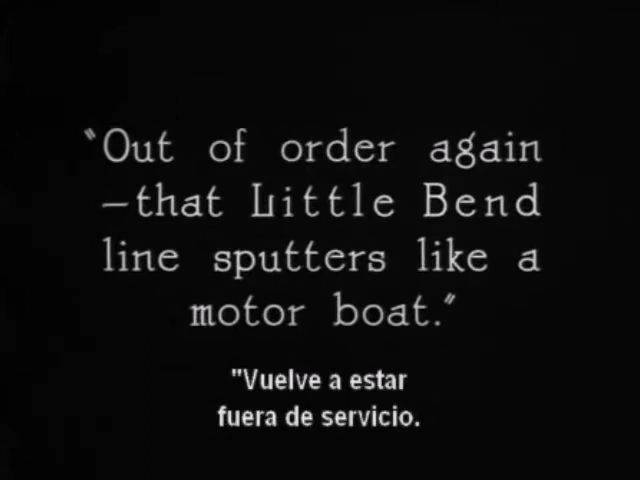 "Out of order again
—that Little Bend
line sputters like a
motor boat."
"Vuelve a estar
fuera de servicio.